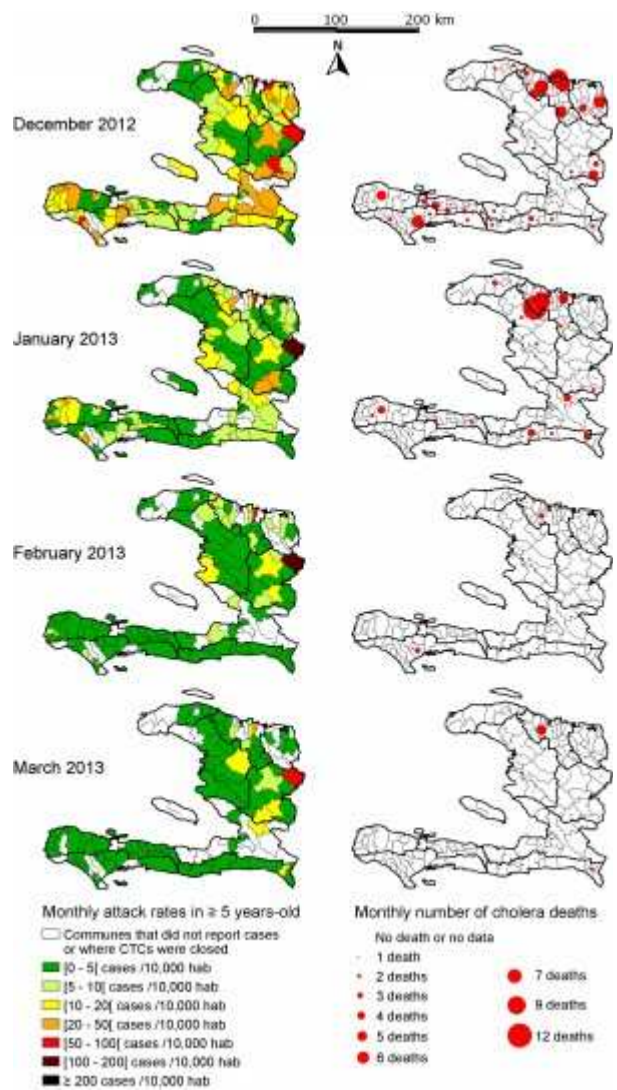 0 100 200 km
N
December 2012
January 2013
February 2013
March 2013
Monthly attack rates in ≥ 5 years-old
Communes that did not report cases
or where CTCs were closed
[0 - 5[ cases /10,000 hab
[5 - 10[ cases /10,000 hab
[10 - 20[ cases /10,000 hab
[20 - 50[ cases /10,000 hab
[50 - 100[ cases /10,000 hab
[100 - 200[ cases /10,000 hab
≥ 200 cases /10,000 hab
Monthly number of cholera deaths
No death or no data
1 death
2 deaths
3 deaths
4 deaths
5 deaths
6 deaths
7 deaths
9 deaths
12 deaths